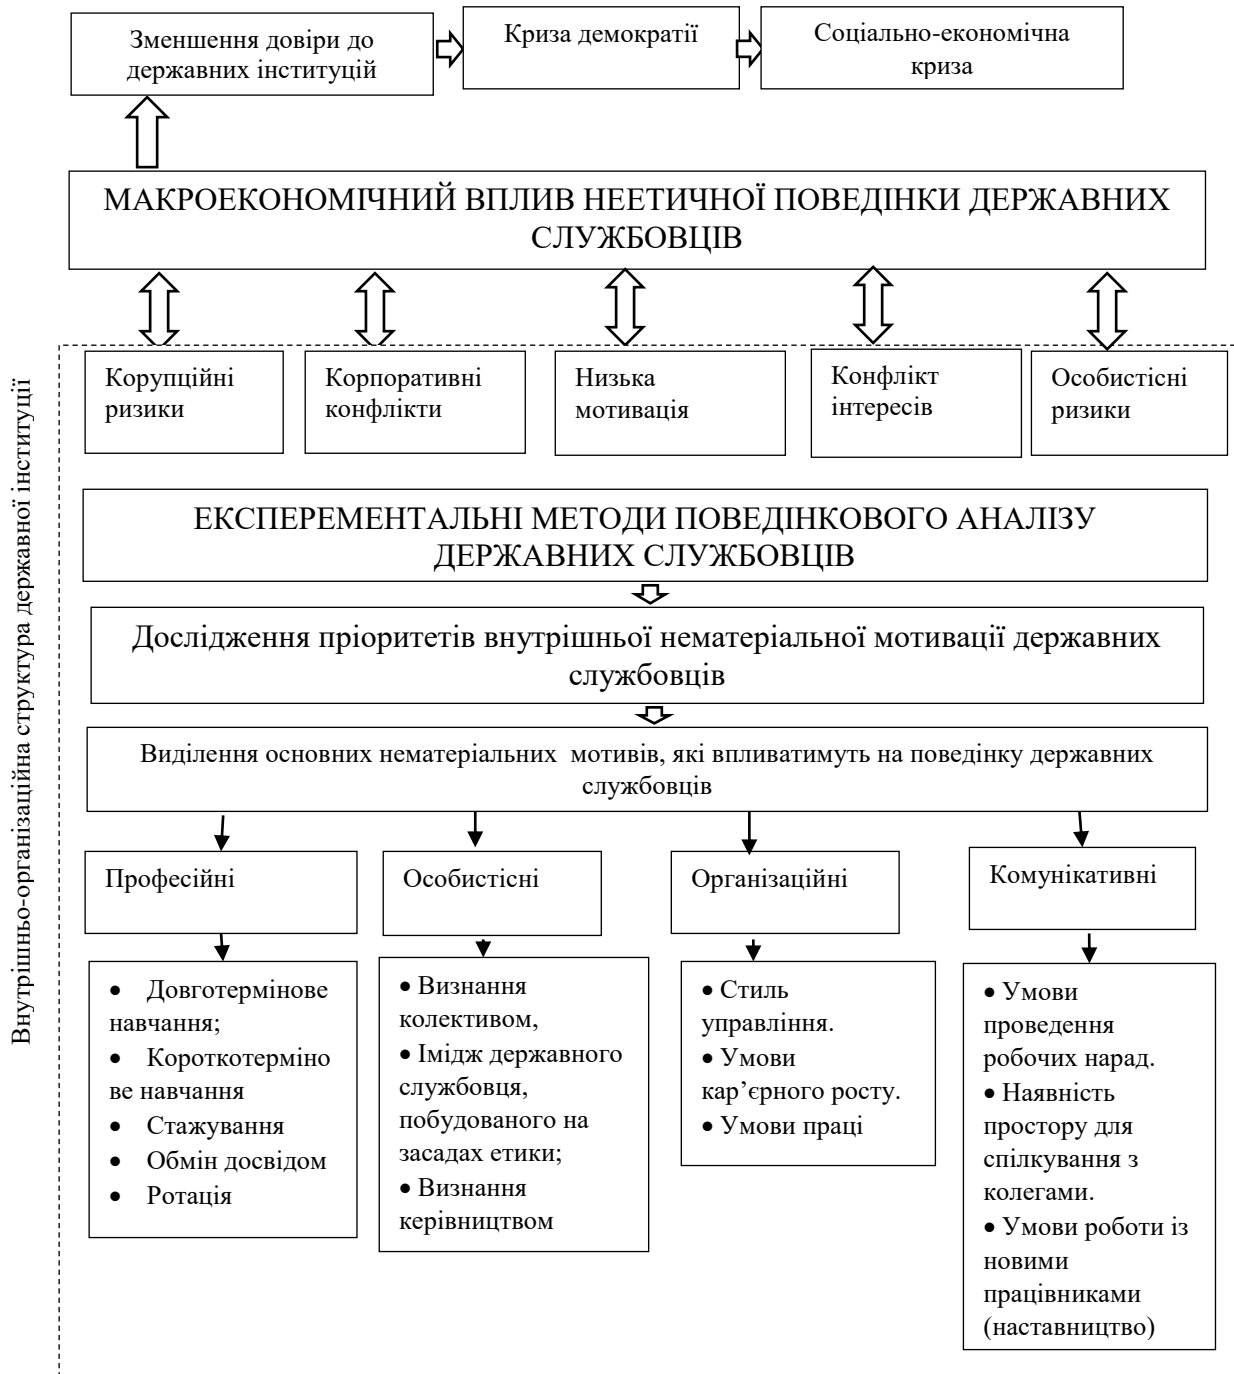 Зменшення довіри до
державних інституцій
Криза демократії
Соціально-економічна
криза
МАКРОЕКОНОМІЧНИЙ ВПЛИВ НЕЕТИЧНОЇ ПОВЕДІНКИ ДЕРЖАВНИХ
СЛУЖБОВЦІВ
Внутрішньо-організаційна структура державної інституції
Корупційні
ризики
Корпоративні
конфлікти
Низька
мотивація
Конфлікт
інтересів
Особистісні
ризики
ЕКСПЕРЕМЕНТАЛЬНІ МЕТОДИ ПОВЕДІНКОВОГО АНАЛІЗУ
ДЕРЖАВНИХ СЛУЖБОВЦІВ
Дослідження пріоритетів внутрішньої нематеріальної мотивації державних
службовців
Виділення основних нематеріальних  мотивів, які впливатимуть на поведінку державних
службовців
Професійні
Особистісні
Організаційні
Комунікативні
• Довготермінове
навчання;
• Короткотерміно
ве навчання
• Стажування
• Обмін досвідом
• Ротація
• Визнання
колективом,
• Імідж державного
службовця,
побудованого на
засадах етики;
• Визнання
керівництвом
• Стиль
управління.
• Умови
кар’єрного росту.
• Умови праці
• Умови
проведення
робочих нарад.
• Наявність
простору для
спілкування з
колегами.
• Умови роботи із
новими
працівниками
(наставництво)